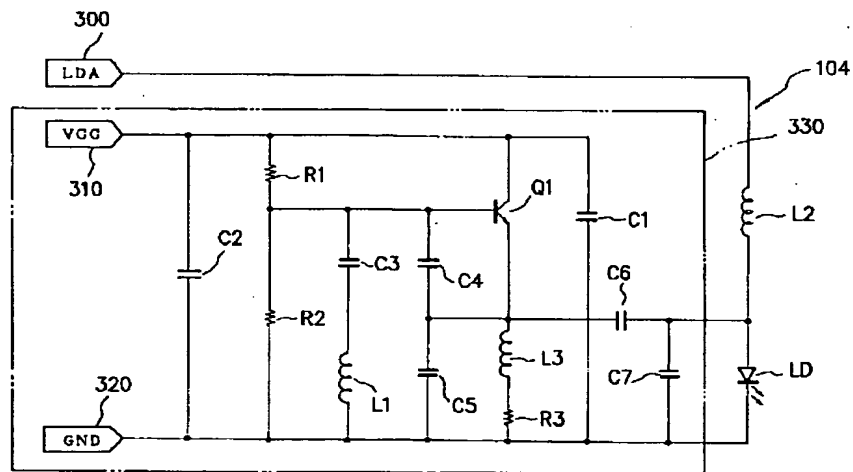 300
LDA
104
VCC
310
330
R1
Q1
C1
L2
C2
C3
C4
C6
R2
L3
C7
LD
320
L1
C5
R3
GND